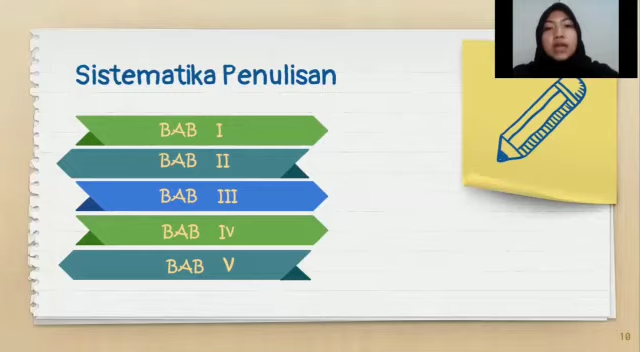 Sistematika Penulisan
BAB I
BAB II
BAB III
BAB IV
BAB V
10